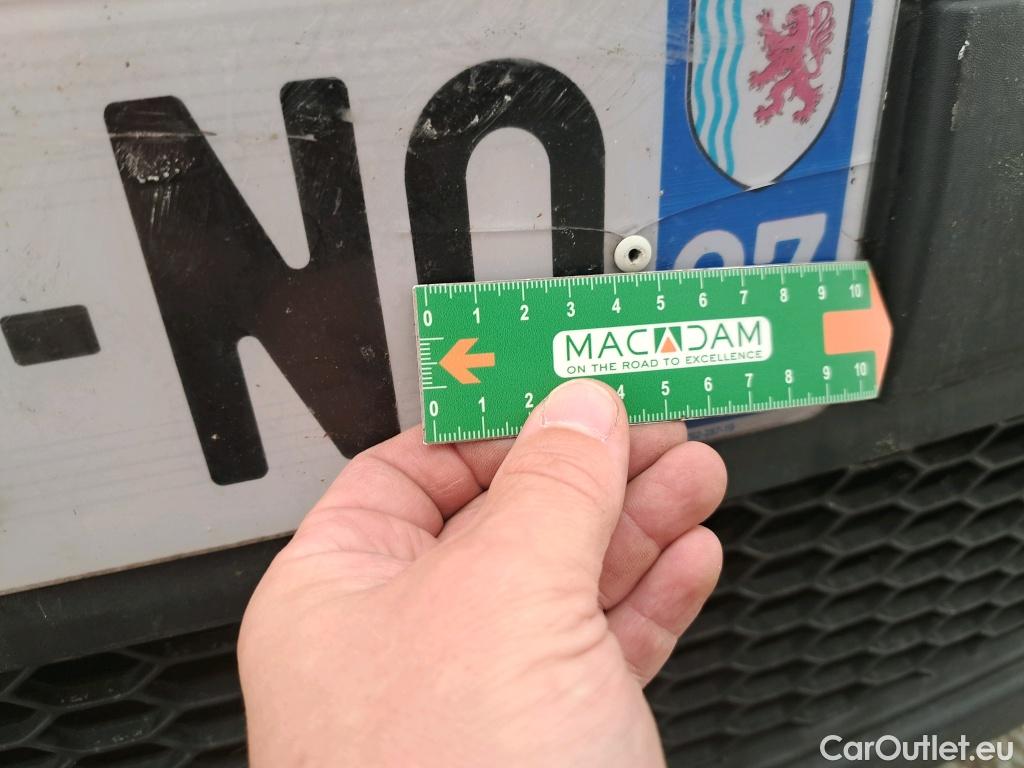 -N
87
0 1 2 3 4 5 6 7 8 9 10
MACADAM
ON THE ROAD TO EXCELLENCE
0 1 2 4 5 6 7 8 9 10
CarOutlet.eu